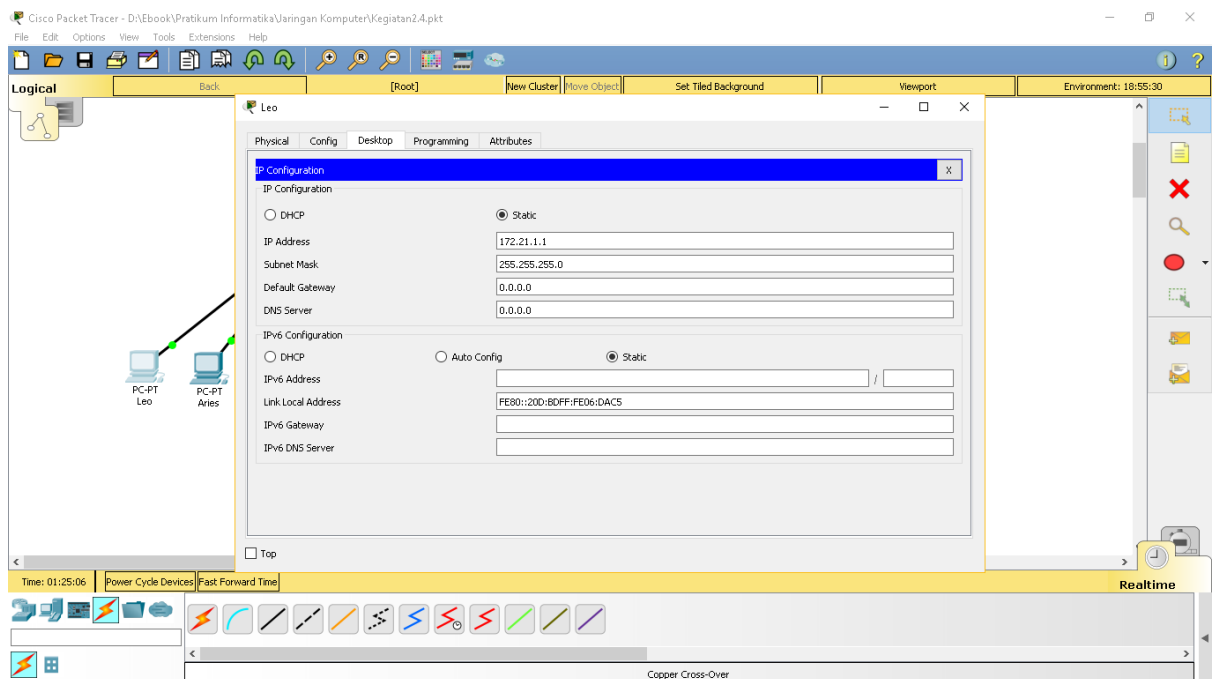 Cisco Packet Tracer - D:\Ebook\Pratikum Informatika\Jaringan Komputer\Kegiatan2.4.pkt
File Edit Options View Tools Extensions Help
Logical Back [Root] New Cluster Move Object Set Tiled Background Viewport Environment: 18:55:30
Leo
Physical Config Desktop Programming Attributes
IP Configuration X
IP Configuration
DHCP Static
IP Address 172.21.1.1
Subnet Mask 255.255.255.0
Default Gateway 0.0.0.0
DNS Server 0.0.0.0
IPv6 Configuration
DHCP Auto Config Static
IPv6 Address /
Link Local Address FE80::20D:BDFF:FE06:DAC5
IPv6 Gateway
IPv6 DNS Server
PC-PT
Leo
PC-PT
Aries
Top
Time: 01:25:06 Power Cycle Devices Fast Forward Time Realtime
Copper Cross-Over